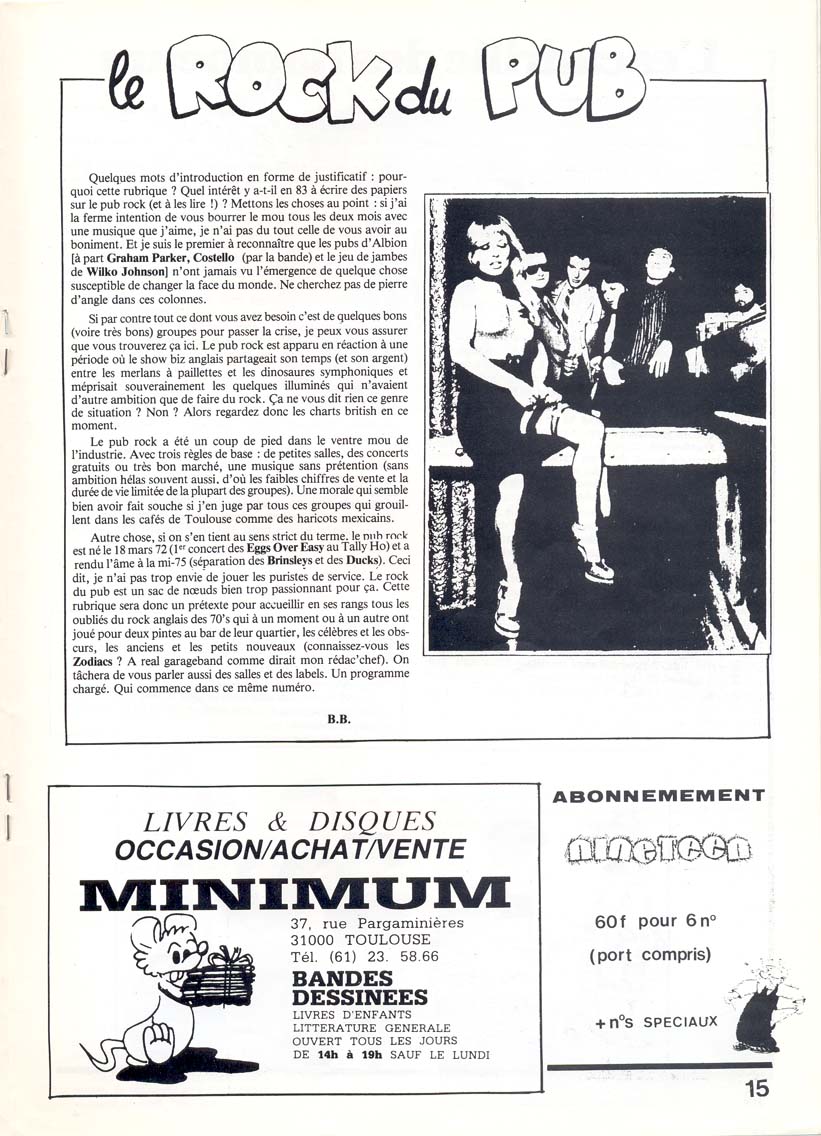 le ROCK du PUB
Quelques mots d'introduction en forme de justificatif : pour-
quoi cette rubrique ? Quel intérêt y a-t-il en 83 à écrire des papiers
sur le pub rock (et à les lire !) ? Mettons les choses au point : si j'ai
la ferme intention de vous bourrer le mou tous les deux mois avec
une musique que j'aime, je n'ai pas du tout celle de vous avoir au
boniment. Et je suis le premier à reconnaître que les pubs d'Albion
[à part Graham Parker, Costello (par la bande) et le jeu de jambes
de Wilko Johnson] n'ont jamais vu l'émergence de quelque chose
susceptible de changer la face du monde. Ne cherchez pas de pierre
d'angle dans ces colonnes.
Si par contre tout ce dont vous avez besoin c'est de quelques bons
(voire très bons) groupes pour passer la crise, je peux vous assurer
que vous trouverez ça ici. Le pub rock est apparu en réaction à une
période où le show biz anglais partageait son temps (et son argent)
entre les merlans à paillettes et les dinosaures symphoniques et
méprisait souverainement les quelques illuminés qui n'avaient
d'autre ambition que de faire du rock. Ça ne vous dit rien ce genre
de situation ? Non ? Alors regardez donc les charts british en ce
moment.
Le pub rock a été un coup de pied dans le ventre mou de
l'industrie. Avec trois règles de base : de petites salles, des concerts
gratuits ou très bon marché, une musique sans prétention (sans
ambition hélas souvent aussi, d'où les faibles chiffres de vente et la
durée de vie limitée de la plupart des groupes). Une morale qui semble
bien avoir fait souche si j'en juge par tous ces groupes qui grouil-
lent dans les cafés de Toulouse comme des haricots mexicains.
Autre chose, si on s'en tient au sens strict du terme, le pub rock
est né le 18 mars 72 (1er concert des Eggs Over Easy au Tally Ho) et a
rendu l'âme à la mi-75 (séparation des Brinsleys et des Ducks). Ceci
dit, je n'ai pas trop envie de jouer les puristes de service. Le rock
du pub est un sac de nœuds bien trop passionnant pour ça. Cette
rubrique sera donc un prétexte pour accueillir en ses rangs tous les
oubliés du rock anglais des 70's qui à un moment ou à un autre ont
joué pour deux pintes au bar de leur quartier, les célèbres et les obs-
curs, les anciens et les petits nouveaux (connaissez-vous les
Zodiacs ? A real garageband comme dirait mon rédac'chef). On
tâchera de vous parler aussi des salles et des labels. Un programme
chargé. Qui commence dans ce même numéro.
B.B.
LIVRES & DISQUES
OCCASION/ACHAT/VENTE
MINIMUM
37, rue Pargaminières
31000 TOULOUSE
Tél. (61) 23. 58.66
BANDES
DESSINEES
LIVRES D'ENFANTS
LITTERATURE GENERALE
OUVERT TOUS LES JOURS
DE 14h à 19h SAUF LE LUNDI
ABONNEMEMENT
nineteen
60f pour 6 n°
(port compris)
+ n°s SPECIAUX
15